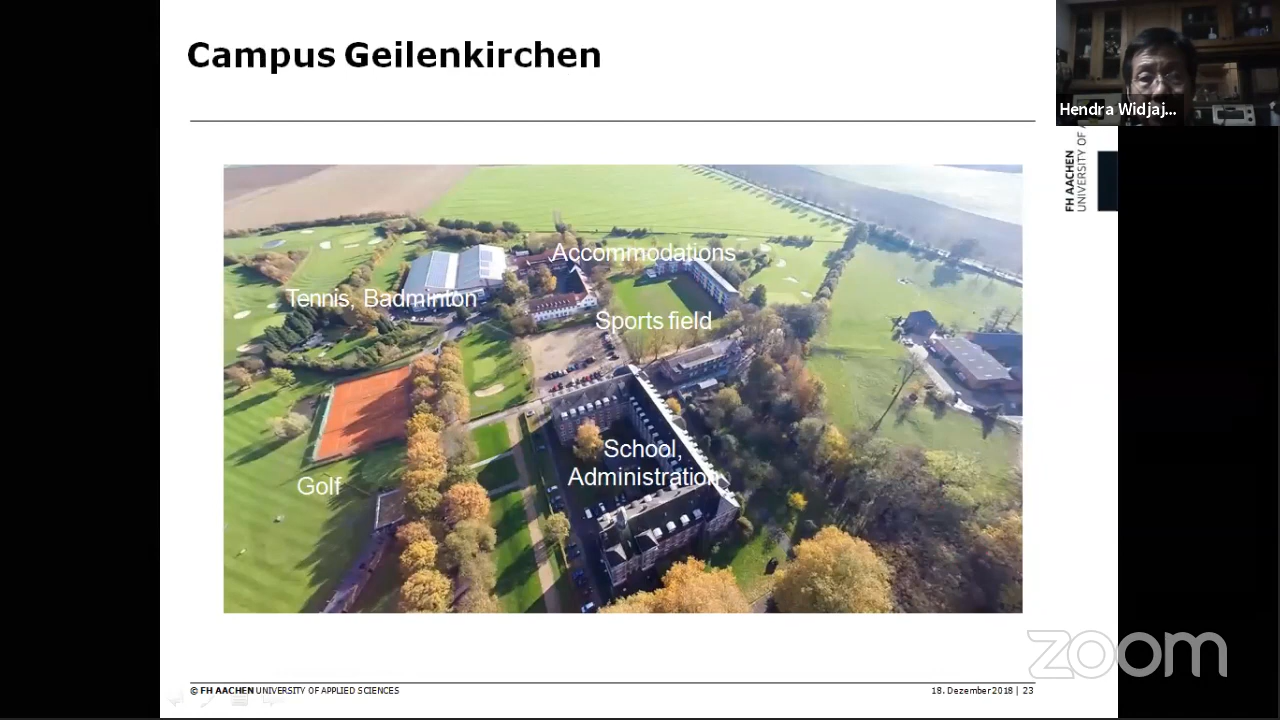 Campus Geilenkirchen
Hendra Widjaj...
FH AACHEN
UNIVERSITY OF A
Accommodations
Tennis, Badminton
Sports field
School,
Administration
Golf
zoom
© FH AACHEN UNIVERSITY OF APPLIED SCIENCES
18. Dezember 2018 | 23